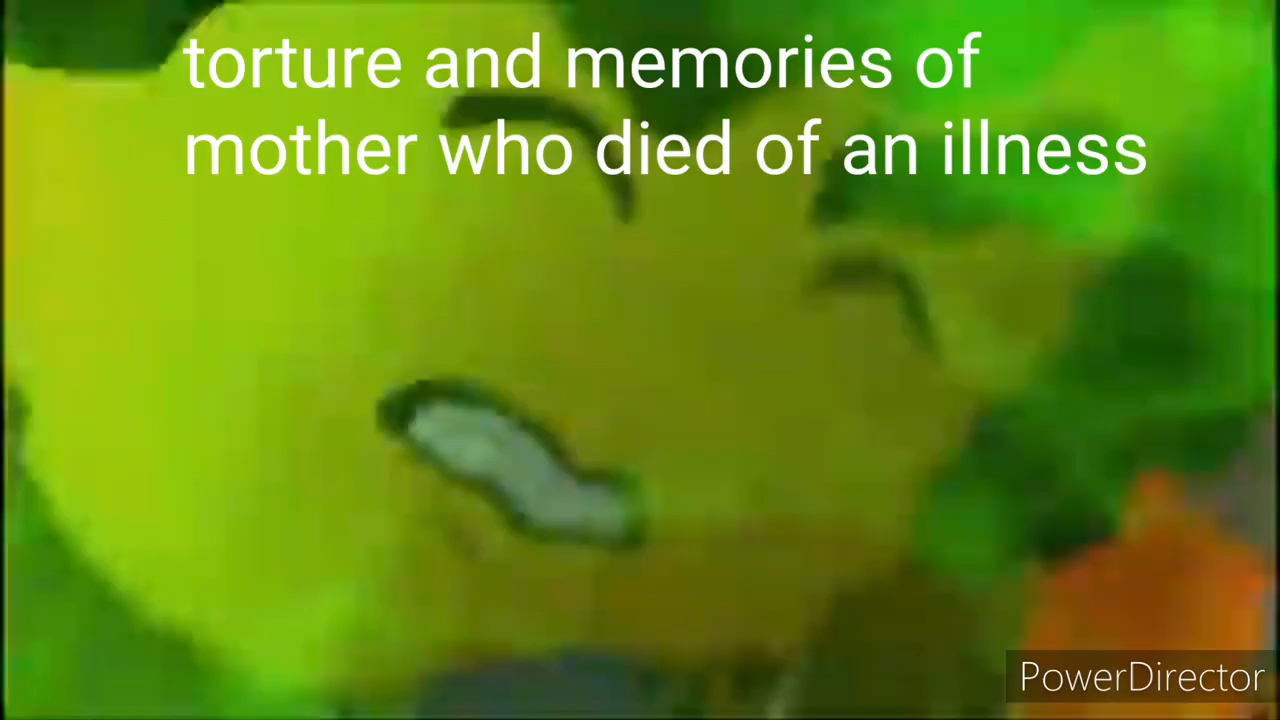 torture and memories of
mother who died of an illness
PowerDirector